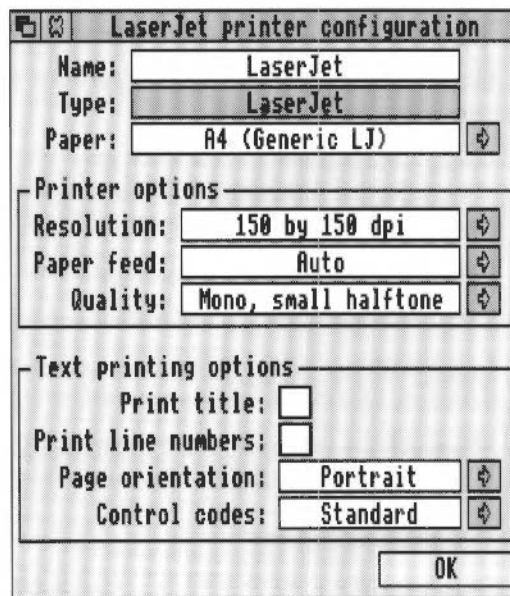 LaserJet printer configuration
Name: LaserJet
Type: LaserJet
Paper: A4 (Generic LJ)
Printer options
Resolution: 150 by 150 dpi
Paper feed: Auto
Quality: Mono, small halftone
Text printing options
Print title:
Print line numbers:
Page orientation: Portrait
Control codes: Standard
OK